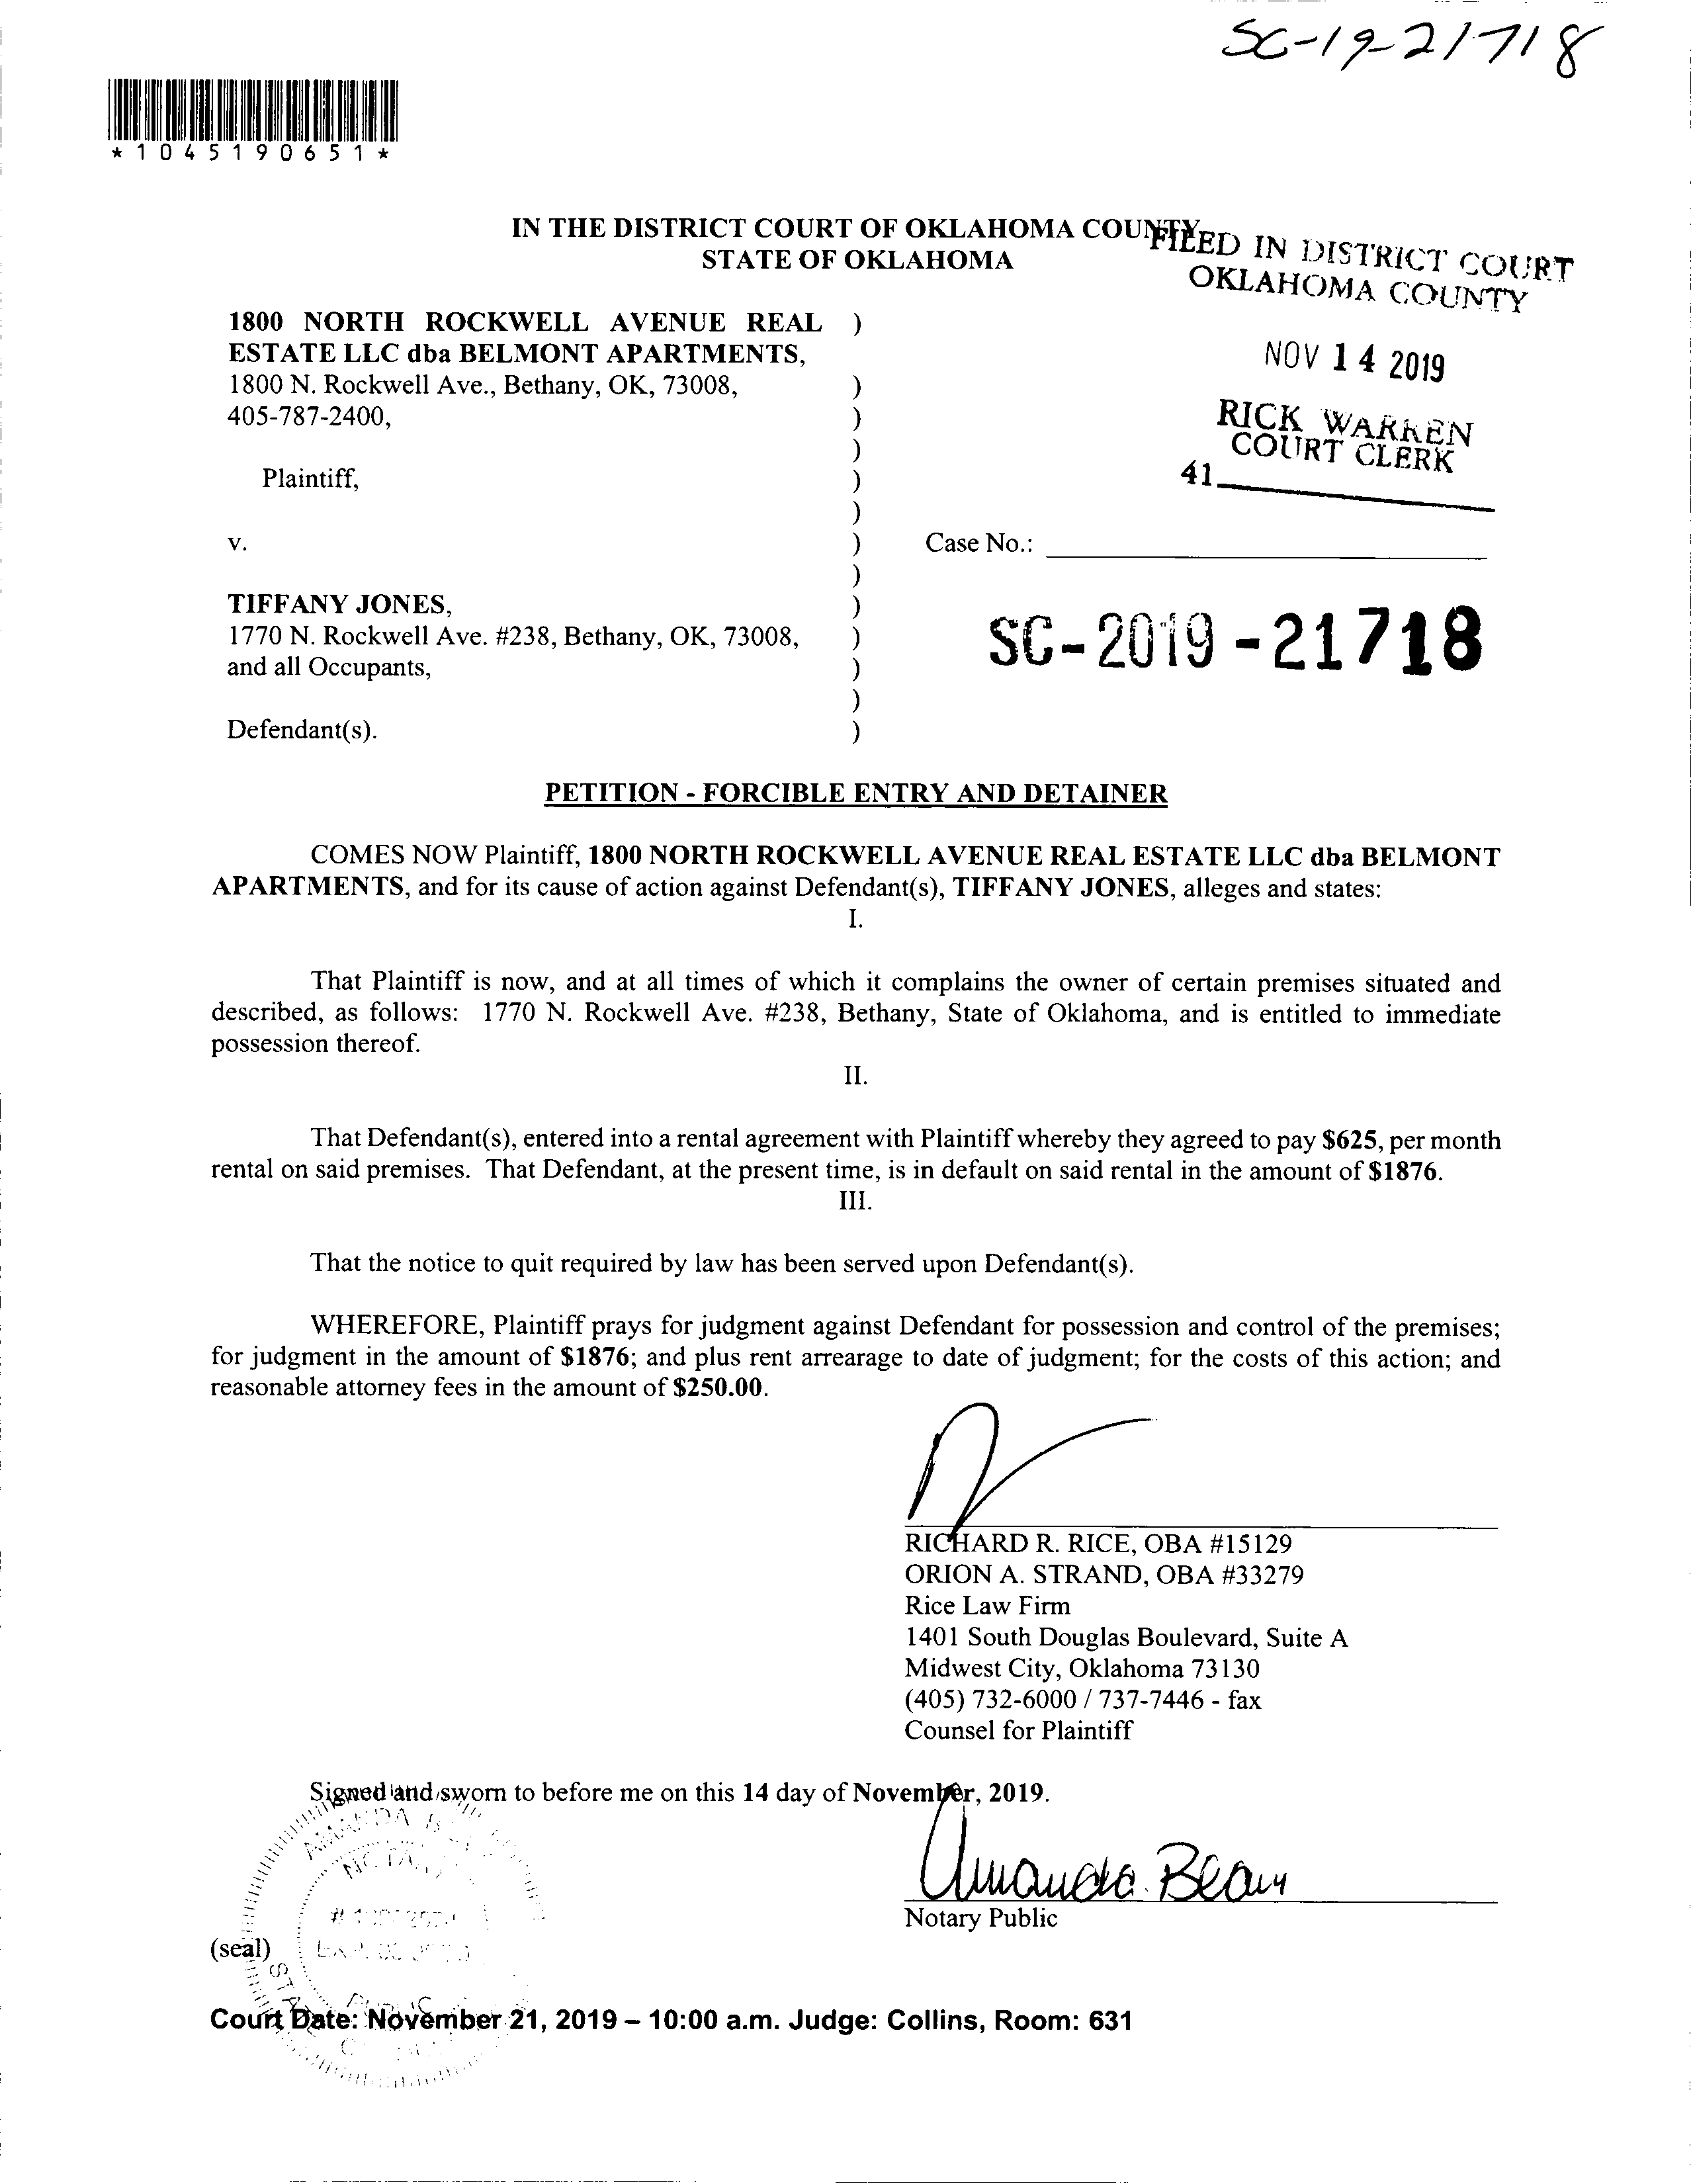 SC-19-21718
*1045190651*
IN THE DISTRICT COURT OF OKLAHOMA COUNTY
STATE OF OKLAHOMA
FILED IN DISTRICT COURT
OKLAHOMA COUNTY
NOV 14 2019
RICK WARREN
COURT CLERK
41
1800 NORTH ROCKWELL AVENUE REAL )
ESTATE LLC dba BELMONT APARTMENTS,
1800 N. Rockwell Ave., Bethany, OK, 73008, )
405-787-2400, )
)
Plaintiff, )
)
v. ) Case No.:
)
TIFFANY JONES, )
1770 N. Rockwell Ave. #238, Bethany, OK, 73008, )
and all Occupants, )
)
Defendant(s). )
SC-2019-21718
PETITION - FORCIBLE ENTRY AND DETAINER
COMES NOW Plaintiff, 1800 NORTH ROCKWELL AVENUE REAL ESTATE LLC dba BELMONT
APARTMENTS, and for its cause of action against Defendant(s), TIFFANY JONES, alleges and states:
I.
That Plaintiff is now, and at all times of which it complains the owner of certain premises situated and
described, as follows: 1770 N. Rockwell Ave. #238, Bethany, State of Oklahoma, and is entitled to immediate
possession thereof.
II.
That Defendant(s), entered into a rental agreement with Plaintiff whereby they agreed to pay $625, per month
rental on said premises. That Defendant, at the present time, is in default on said rental in the amount of $1876.
III.
That the notice to quit required by law has been served upon Defendant(s).
WHEREFORE, Plaintiff prays for judgment against Defendant for possession and control of the premises;
for judgment in the amount of $1876; and plus rent arrearage to date of judgment; for the costs of this action; and
reasonable attorney fees in the amount of $250.00.
RICHARD R. RICE, OBA #15129
ORION A. STRAND, OBA #33279
Rice Law Firm
1401 South Douglas Boulevard, Suite A
Midwest City, Oklahoma 73130
(405) 732-6000 / 737-7446 - fax
Counsel for Plaintiff
Signed and sworn to before me on this 14 day of November, 2019.
AMANDA
Amanda Beam
Notary Public
(seal)
Court Date: November 21, 2019 – 10:00 a.m. Judge: Collins, Room: 631